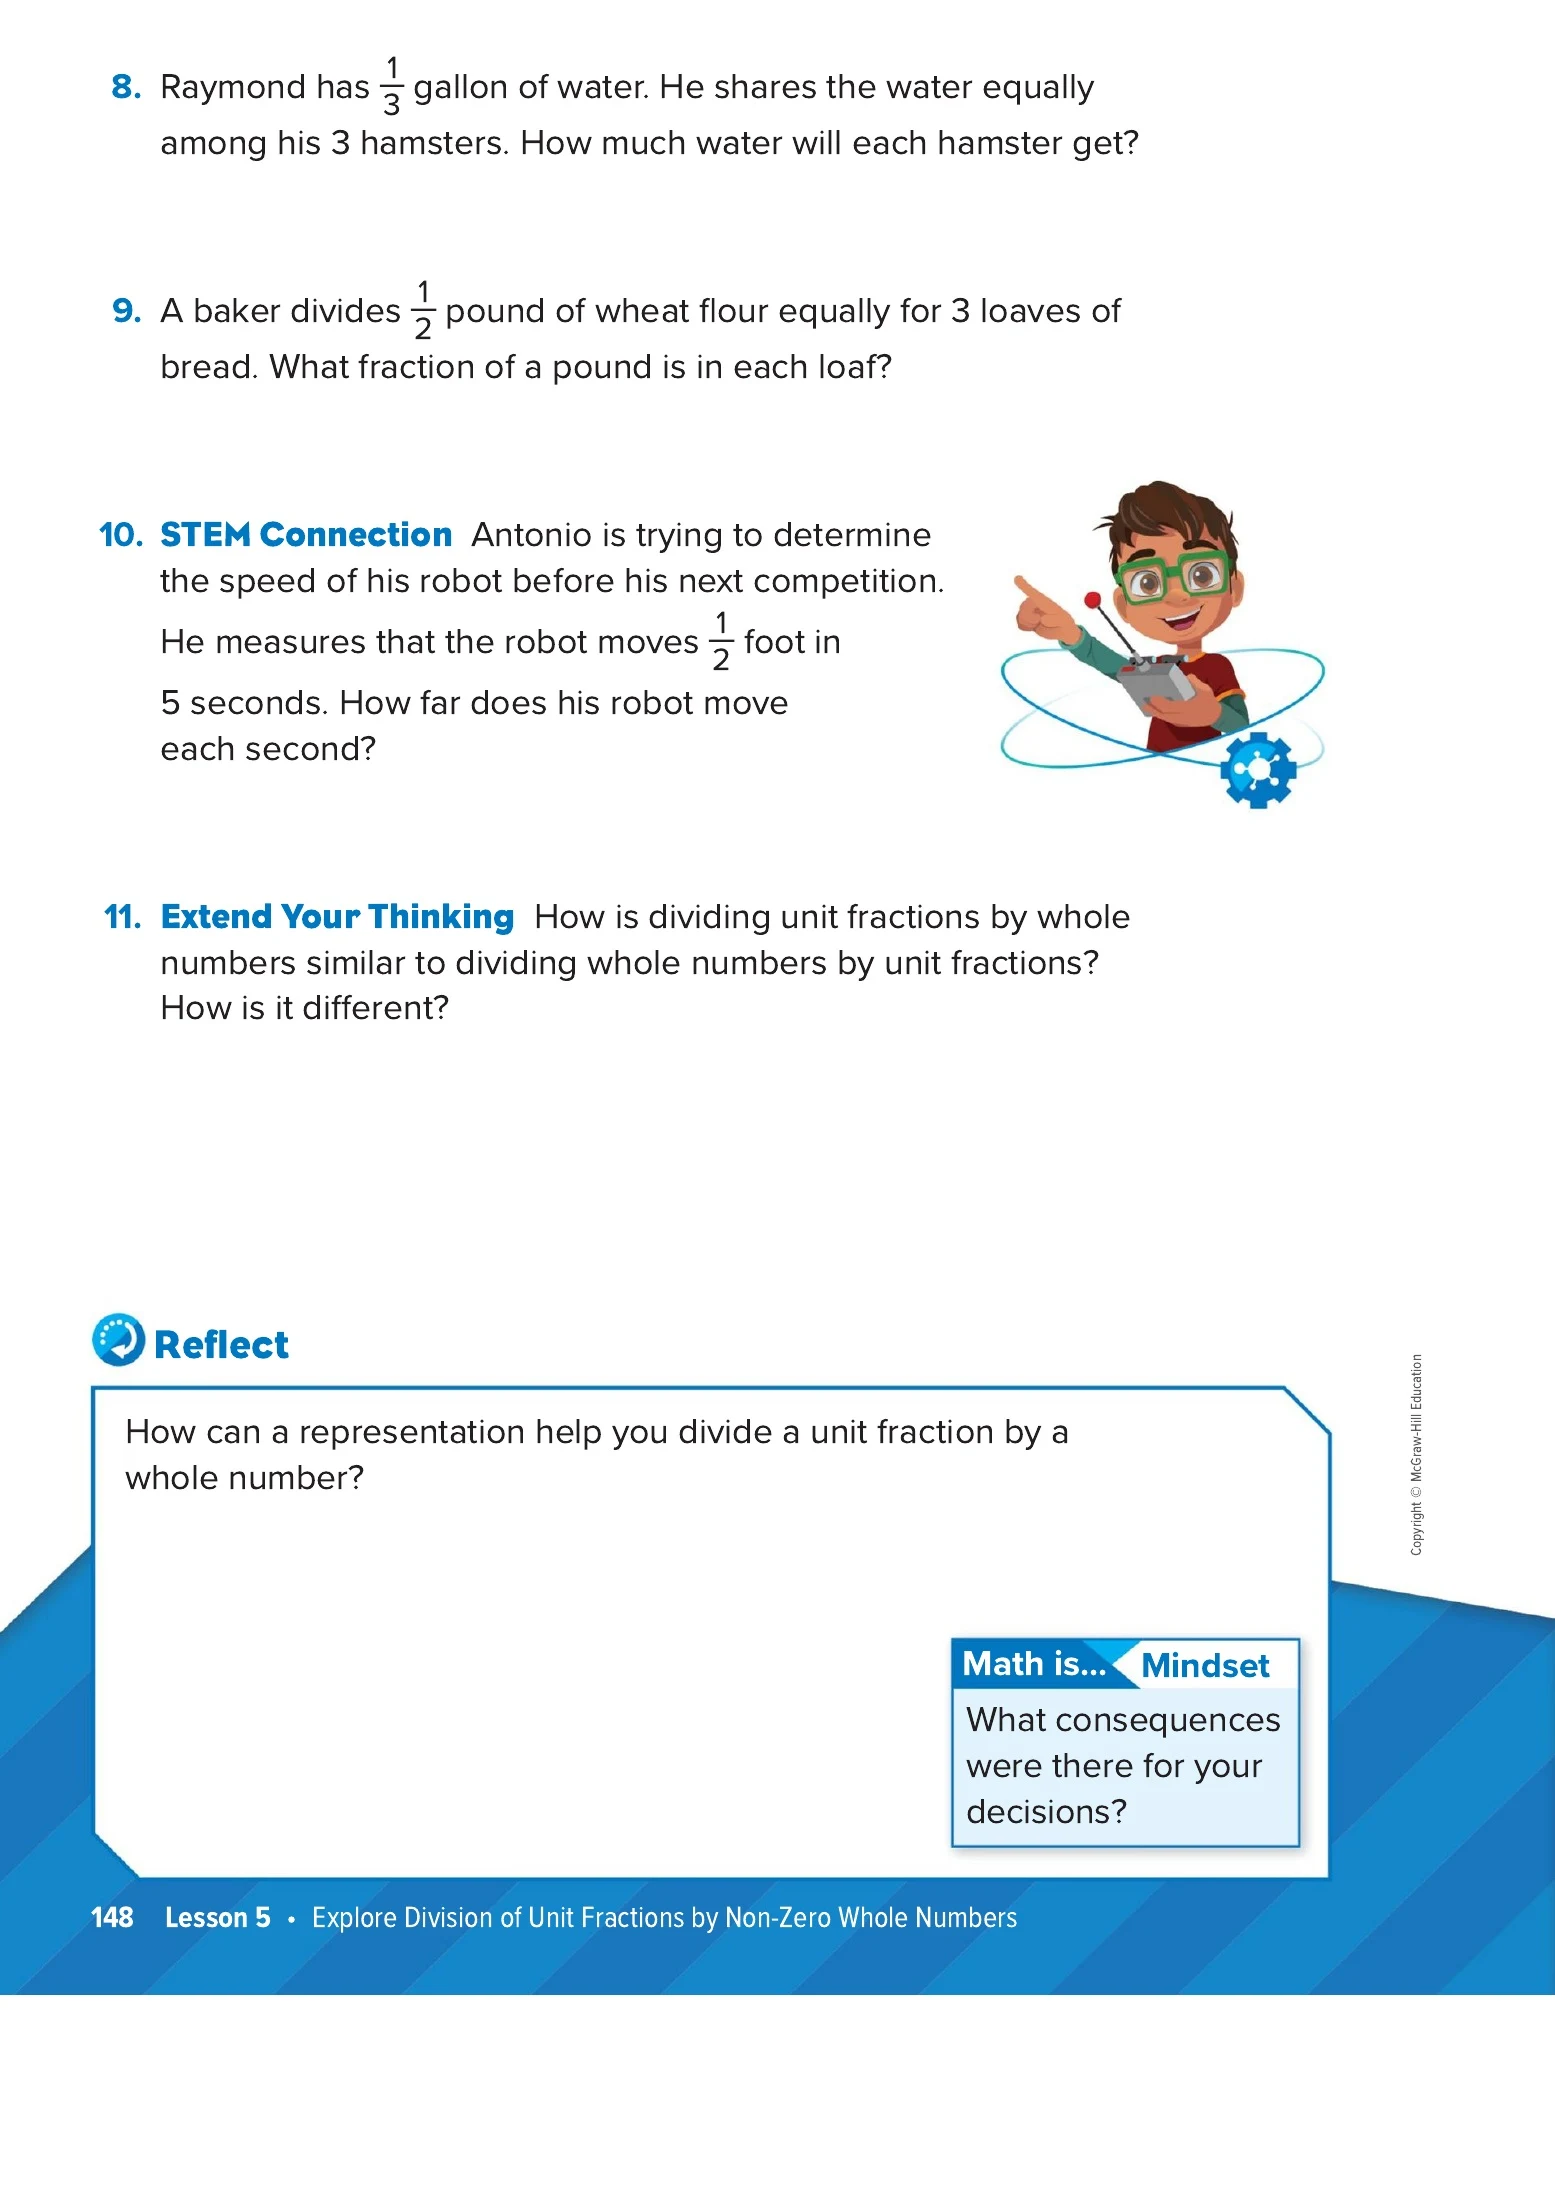 8. Raymond has 1/3 gallon of water. He shares the water equally
among his 3 hamsters. How much water will each hamster get?
9. A baker divides 1/2 pound of wheat flour equally for 3 loaves of
bread. What fraction of a pound is in each loaf?
10. STEM Connection Antonio is trying to determine
the speed of his robot before his next competition.
He measures that the robot moves 1/2 foot in
5 seconds. How far does his robot move
each second?
11. Extend Your Thinking How is dividing unit fractions by whole
numbers similar to dividing whole numbers by unit fractions?
How is it different?
Reflect
How can a representation help you divide a unit fraction by a
whole number?
Math is... Mindset
What consequences
were there for your
decisions?
Copyright © McGraw-Hill Education
148 Lesson 5 • Explore Division of Unit Fractions by Non-Zero Whole Numbers